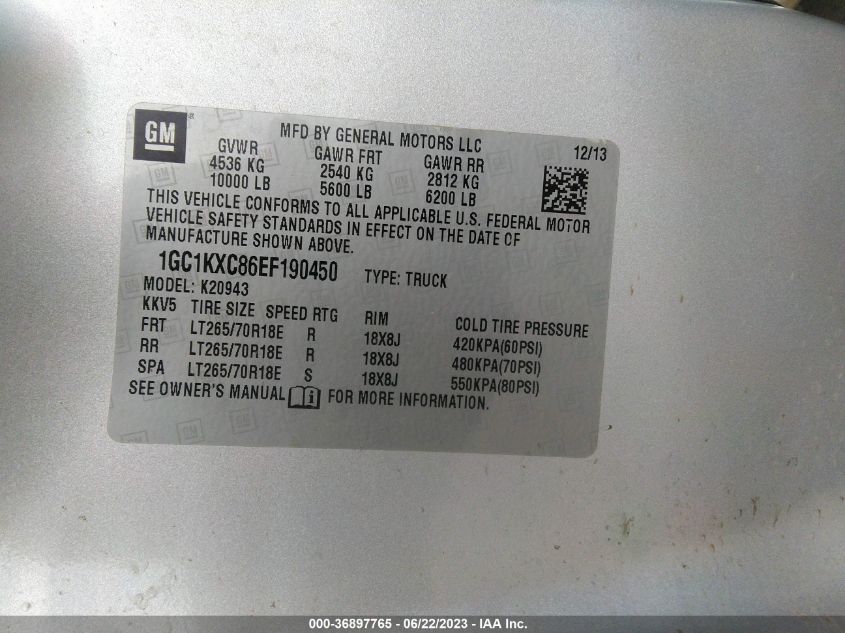 GM ®
MFD BY GENERAL MOTORS LLC
12/13
GVWR GAWR FRT GAWR RR
4536 KG 2540 KG 2812 KG
10000 LB 5600 LB 6200 LB
THIS VEHICLE CONFORMS TO ALL APPLICABLE U.S. FEDERAL MOTOR
VEHICLE SAFETY STANDARDS IN EFFECT ON THE DATE OF
MANUFACTURE SHOWN ABOVE.
1GC1KXC86EF190450 TYPE: TRUCK
MODEL: K20943
KKV5 TIRE SIZE SPEED RTG RIM COLD TIRE PRESSURE
FRT LT265/70R18E R 18X8J 420KPA(60PSI)
RR LT265/70R18E R 18X8J 480KPA(70PSI)
SPA LT265/70R18E S 18X8J 550KPA(80PSI)
SEE OWNER'S MANUAL i FOR MORE INFORMATION.
000-36897765 - 06/22/2023 - IAA Inc.